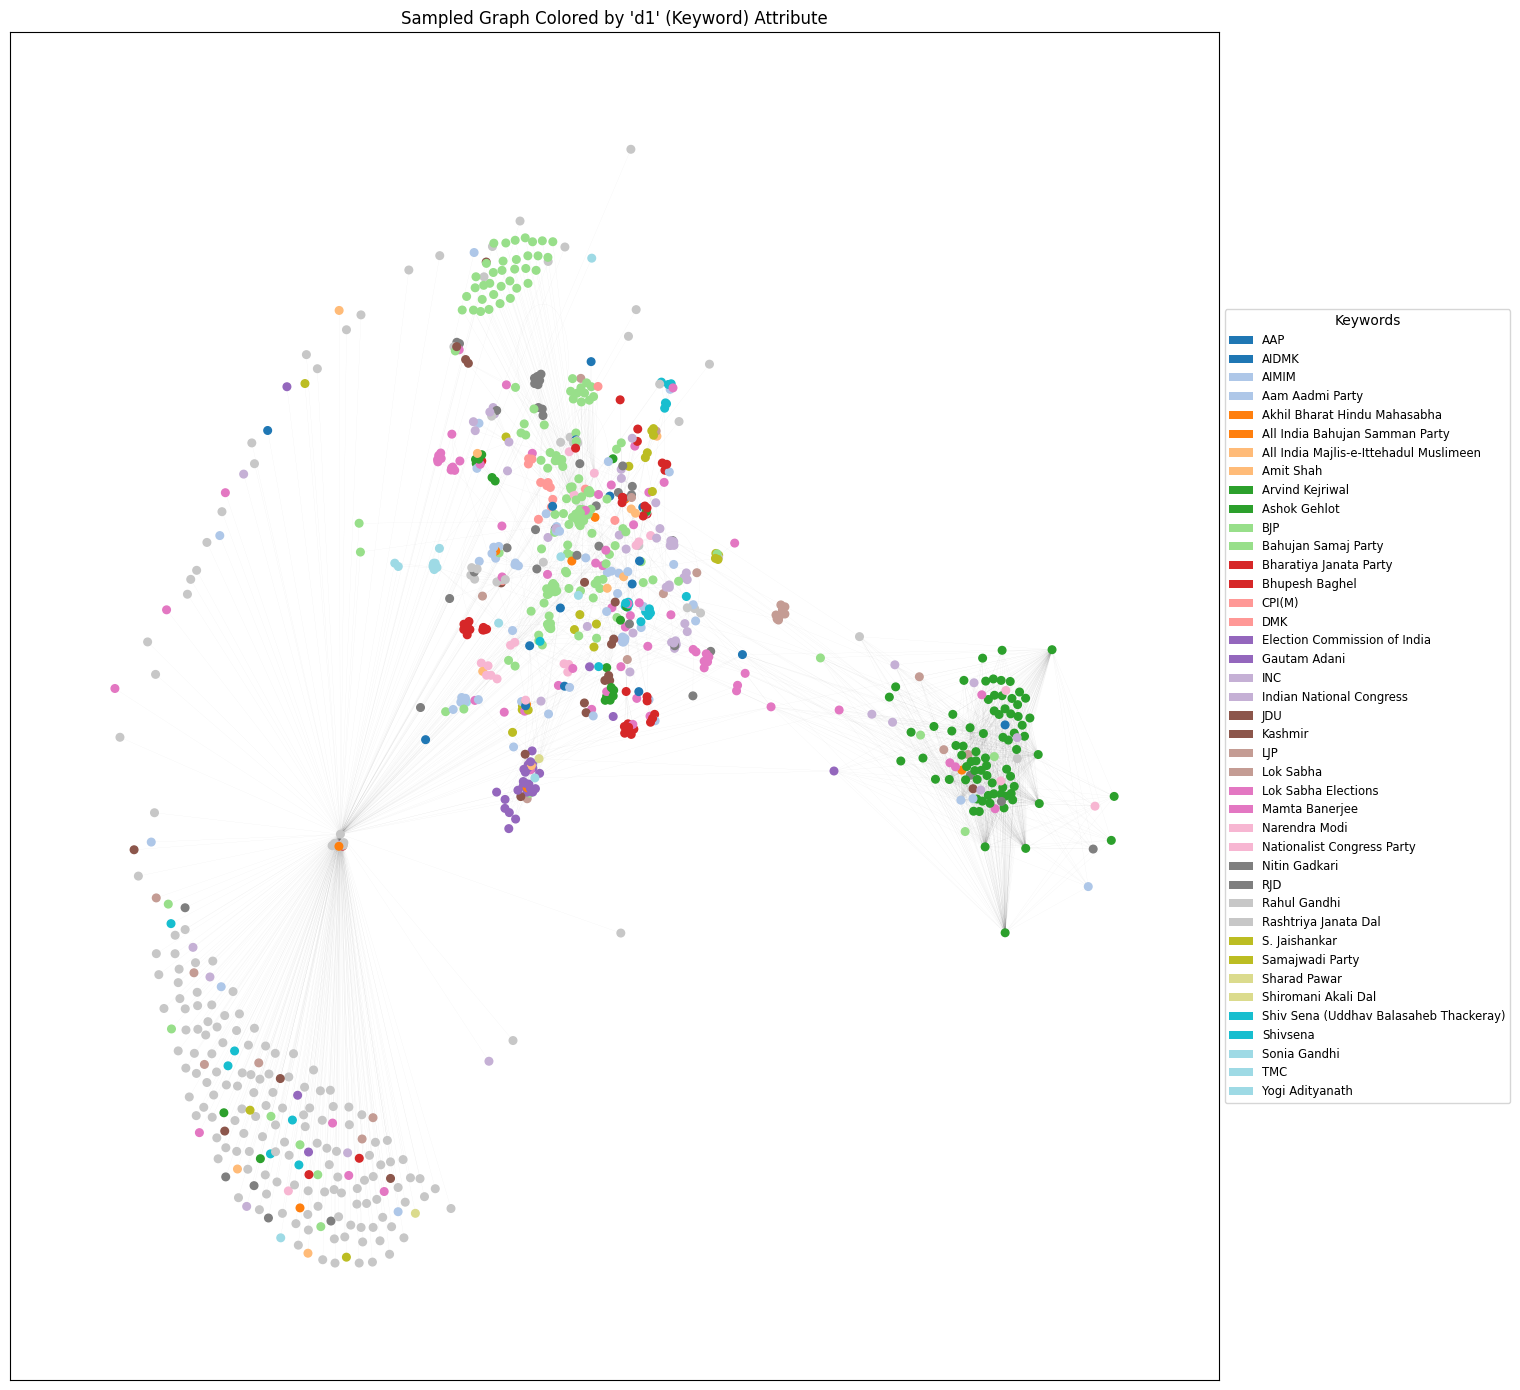 Sampled Graph Colored by 'd1' (Keyword) Attribute
Keywords
AAP
AIDMK
AIMIM
Aam Aadmi Party
Akhil Bharat Hindu Mahasabha
All India Bahujan Samman Party
All India Majlis-e-Ittehadul Muslimeen
Amit Shah
Arvind Kejriwal
Ashok Gehlot
BJP
Bahujan Samaj Party
Bharatiya Janata Party
Bhupesh Baghel
CPI(M)
DMK
Election Commission of India
Gautam Adani
INC
Indian National Congress
JDU
Kashmir
LJP
Lok Sabha
Lok Sabha Elections
Mamta Banerjee
Narendra Modi
Nationalist Congress Party
Nitin Gadkari
RJD
Rahul Gandhi
Rashtriya Janata Dal
S. Jaishankar
Samajwadi Party
Sharad Pawar
Shiromani Akali Dal
Shiv Sena (Uddhav Balasaheb Thackeray)
Shivsena
Sonia Gandhi
TMC
Yogi Adityanath